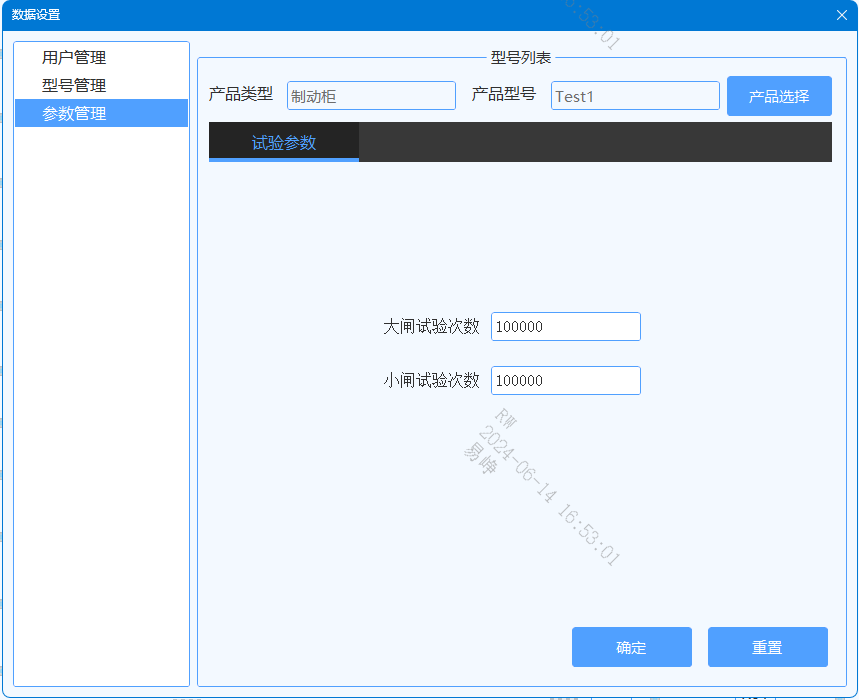 数据设置
用户管理
型号管理
参数管理
型号列表
产品类型 制动柜 产品型号 Test1 产品选择
试验参数
大闸试验次数 100000
小闸试验次数 100000
RW
2024-06-14 16:53:01
易峥
确定 重置